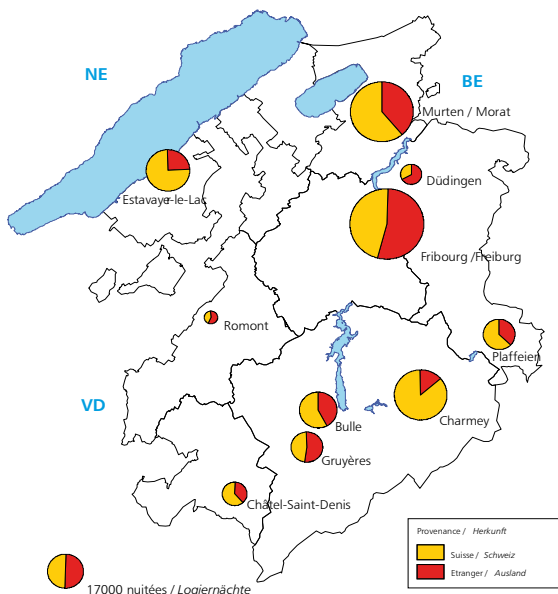 NE
BE
Murten / Morat
Düdingen
Estavayer-le-Lac
Fribourg /Freiburg
Romont
Plaffeien
VD
Charmey
Bulle
Gruyères
Châtel-Saint-Denis
Provenance / Herkunft
Suisse / Schweiz
Etranger / Ausland
17000 nuitées / Logiernächte